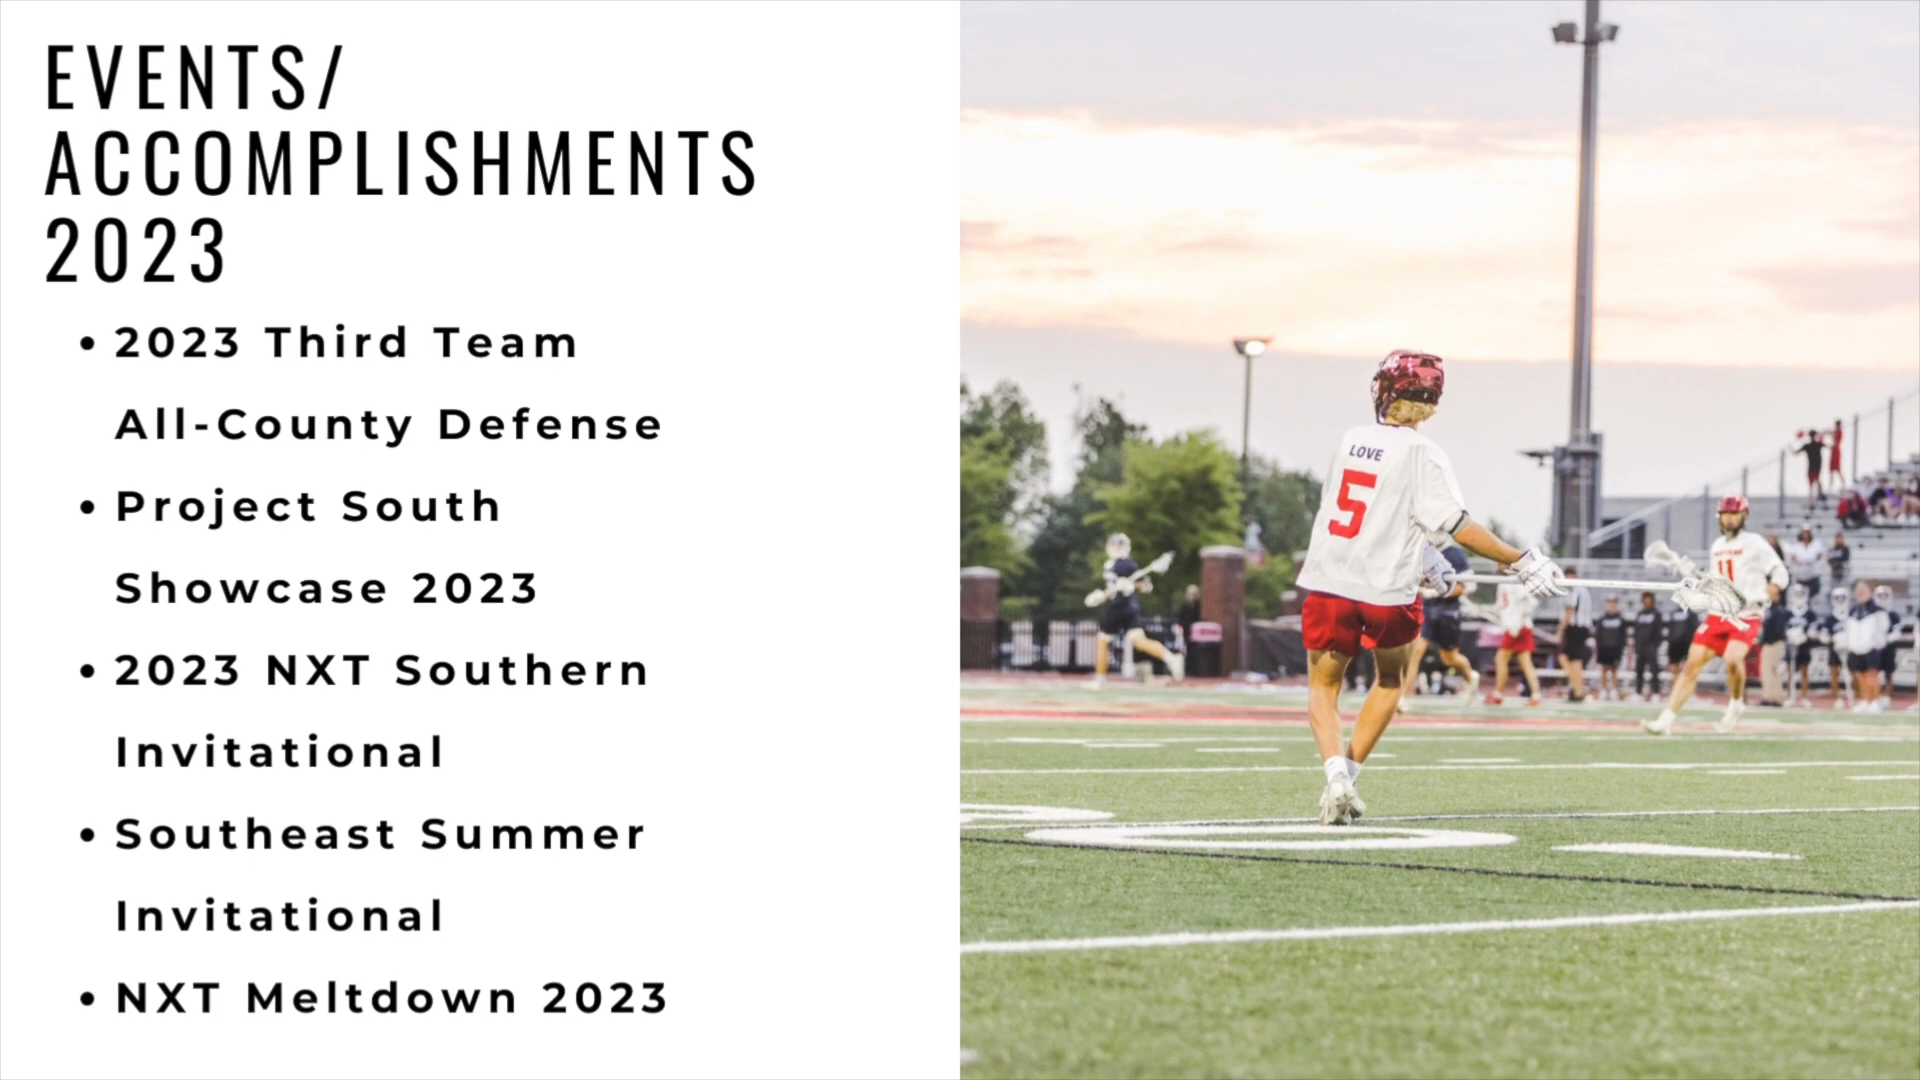 EVENTS/
ACCOMPLISHMENTS
2023
• 2023 Third Team
All-County Defense
• Project South
Showcase 2023
• 2023 NXT Southern
Invitational
• Southeast Summer
Invitational
• NXT Meltdown 2023
LOVE
5
11